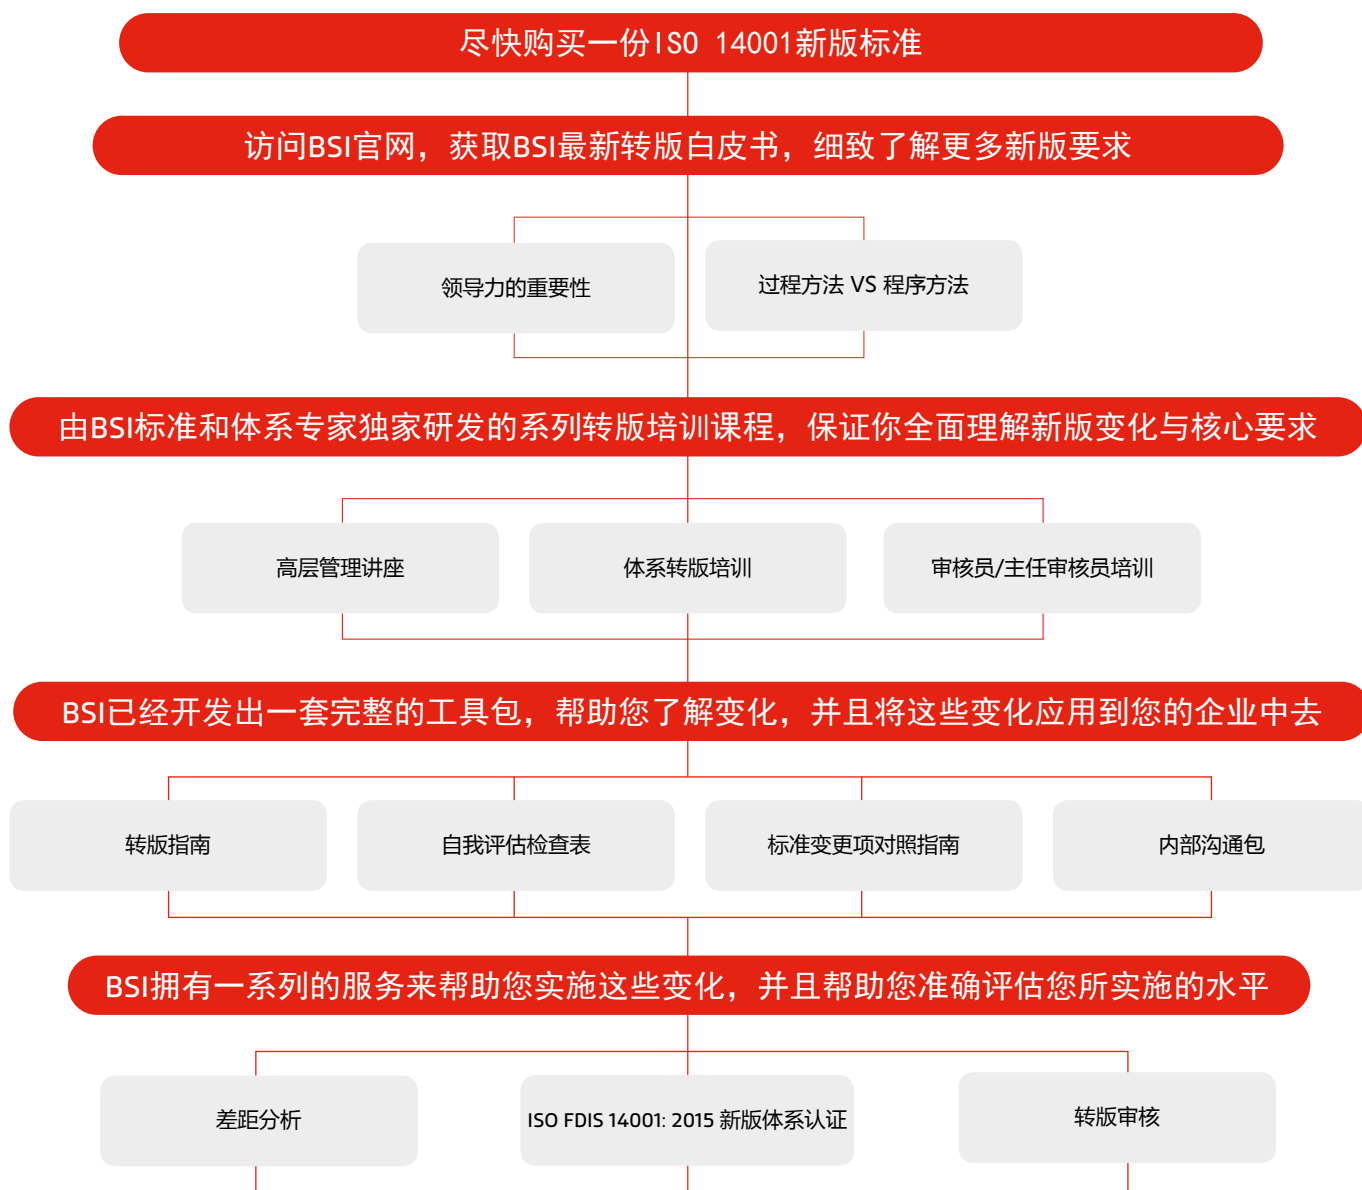 尽快购买一份ISO 14001新版标准
访问BSI官网，获取BSI最新转版白皮书，细致了解更多新版要求
领导力的重要性
过程方法 VS 程序方法
由BSI标准和体系专家独家研发的系列转版培训课程，保证你全面理解新版变化与核心要求
高层管理讲座
体系转版培训
审核员/主任审核员培训
BSI已经开发出一套完整的工具包，帮助您了解变化，并且将这些变化应用到您的企业中去
转版指南
自我评估检查表
标准变更项对照指南
内部沟通包
BSI拥有一系列的服务来帮助您实施这些变化，并且帮助您准确评估您所实施的水平
差距分析
ISO FDIS 14001: 2015 新版体系认证
转版审核